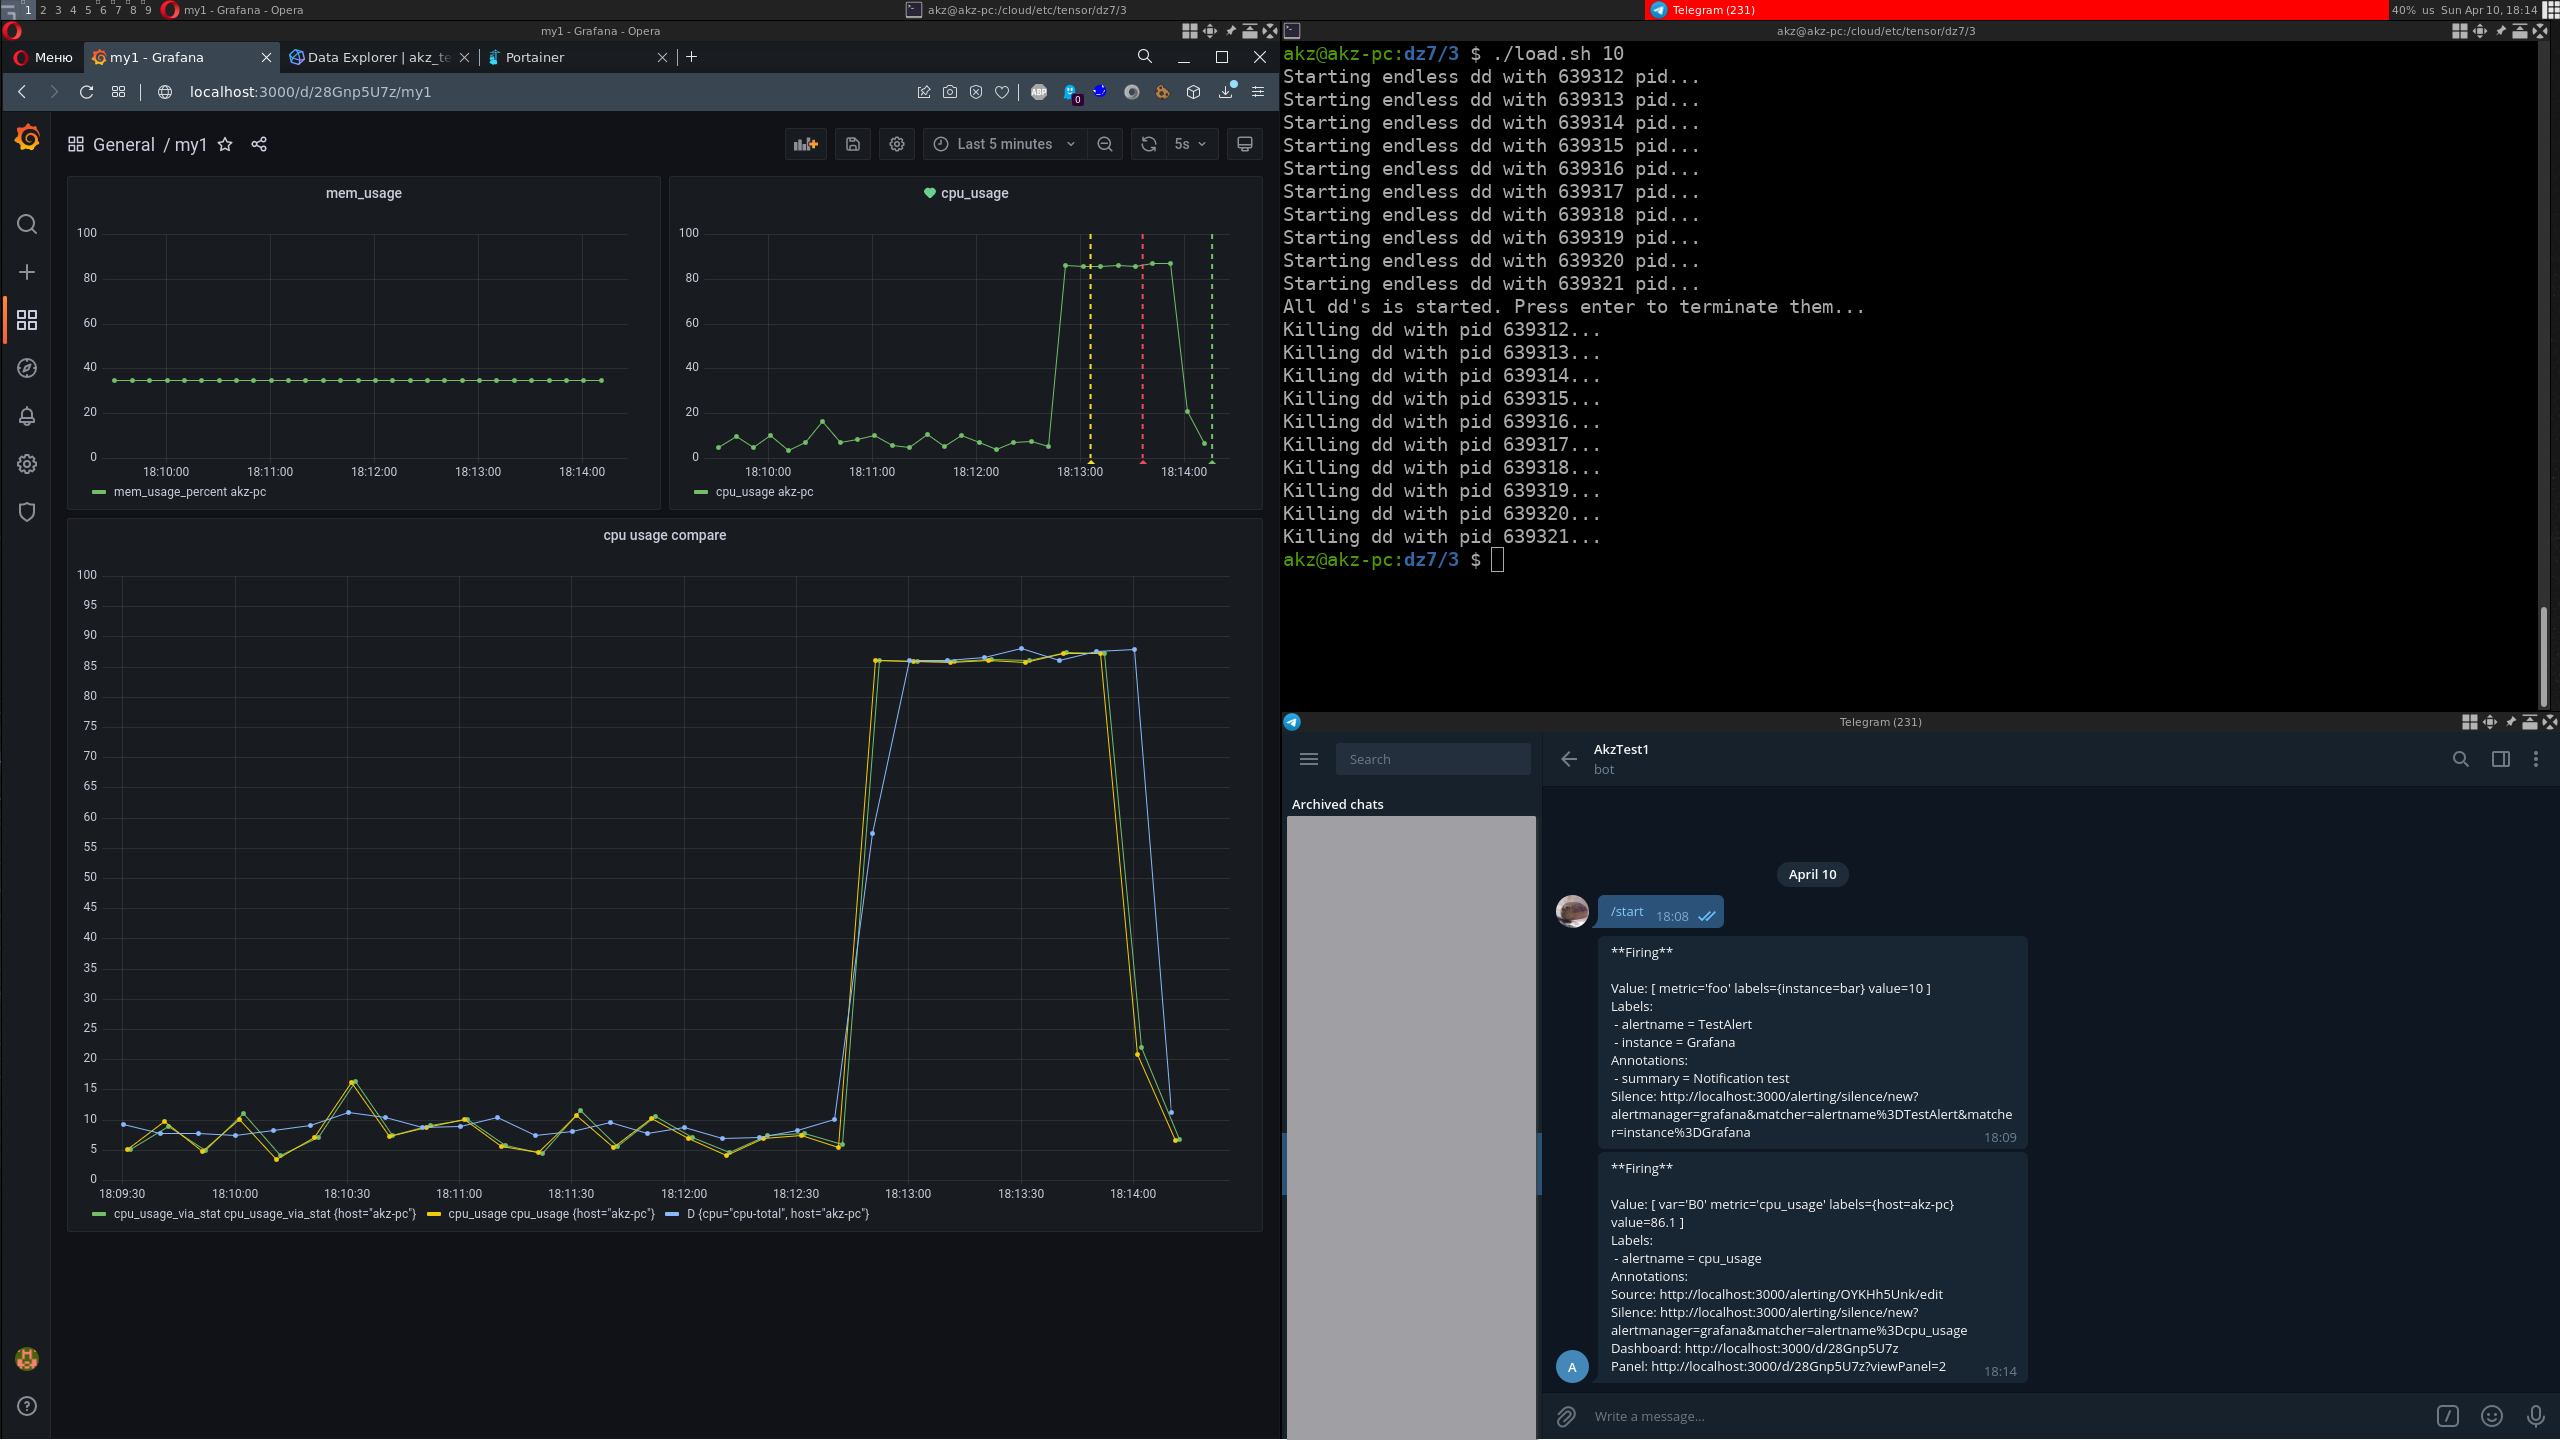 1 2 3 4 5 6 7 8 9 my1 - Grafana - Opera
akz@akz-pc:/cloud/etc/tensor/dz7/3
Telegram (231)
40% us Sun Apr 10, 18:14
my1 - Grafana - Opera
Меню
my1 - Grafana
Data Explorer | akz_te
Portainer
localhost:3000/d/28Gnp5U7z/my1
ABP
0
General / my1
Last 5 minutes
5s
mem_usage
100
80
60
40
20
0
18:10:00 18:11:00 18:12:00 18:13:00 18:14:00
mem_usage_percent akz-pc
cpu_usage
100
80
60
40
20
0
18:10:00 18:11:00 18:12:00 18:13:00 18:14:00
cpu_usage akz-pc
cpu usage compare
100
95
90
85
80
75
70
65
60
55
50
45
40
35
30
25
20
15
10
5
0
18:09:30 18:10:00 18:10:30 18:11:00 18:11:30 18:12:00 18:12:30 18:13:00 18:13:30 18:14:00
cpu_usage_via_stat cpu_usage_via_stat {host="akz-pc"} cpu_usage cpu_usage {host="akz-pc"} D {cpu="cpu-total", host="akz-pc"}
akz@akz-pc:/cloud/etc/tensor/dz7/3
akz@akz-pc:dz7/3 $ ./load.sh 10
Starting endless dd with 639312 pid...
Starting endless dd with 639313 pid...
Starting endless dd with 639314 pid...
Starting endless dd with 639315 pid...
Starting endless dd with 639316 pid...
Starting endless dd with 639317 pid...
Starting endless dd with 639318 pid...
Starting endless dd with 639319 pid...
Starting endless dd with 639320 pid...
Starting endless dd with 639321 pid...
All dd's is started. Press enter to terminate them...
Killing dd with pid 639312...
Killing dd with pid 639313...
Killing dd with pid 639314...
Killing dd with pid 639315...
Killing dd with pid 639316...
Killing dd with pid 639317...
Killing dd with pid 639318...
Killing dd with pid 639319...
Killing dd with pid 639320...
Killing dd with pid 639321...
akz@akz-pc:dz7/3 $
Telegram (231)
Search
Archived chats
AkzTest1
bot
April 10
/start 18:08
**Firing**
Value: [ metric='foo' labels={instance=bar} value=10 ]
Labels:
- alertname = TestAlert
- instance = Grafana
Annotations:
- summary = Notification test
Silence: http://localhost:3000/alerting/silence/new?
alertmanager=grafana&matcher=alertname%3DTestAlert&matche
r=instance%3DGrafana
18:09
**Firing**
Value: [ var='B0' metric='cpu_usage' labels={host=akz-pc}
value=86.1 ]
Labels:
- alertname = cpu_usage
Annotations:
Source: http://localhost:3000/alerting/OYKHh5Unk/edit
Silence: http://localhost:3000/alerting/silence/new?
alertmanager=grafana&matcher=alertname%3Dcpu_usage
Dashboard: http://localhost:3000/d/28Gnp5U7z
Panel: http://localhost:3000/d/28Gnp5U7z?viewPanel=2
18:14
A
Write a message...